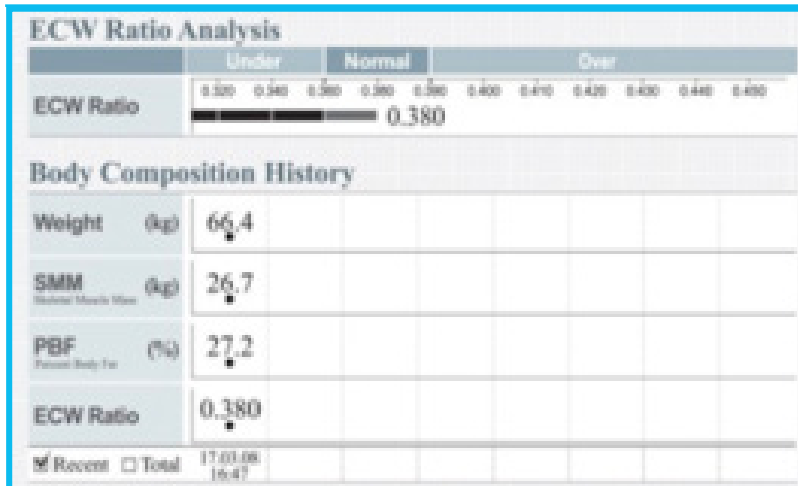 ECW Ratio Analysis
Under Normal Over
0.320 0.340 0.360 0.380 0.390 0.400 0.410 0.420 0.430 0.440 0.450
ECW Ratio
0.380
Body Composition History
Weight (kg) 66.4
SMM (kg) 26.7
Skeletal Muscle Mass
PBF (%) 27.2
Percent Body Fat
ECW Ratio 0.380
Recent Total 17.03.08
16:47